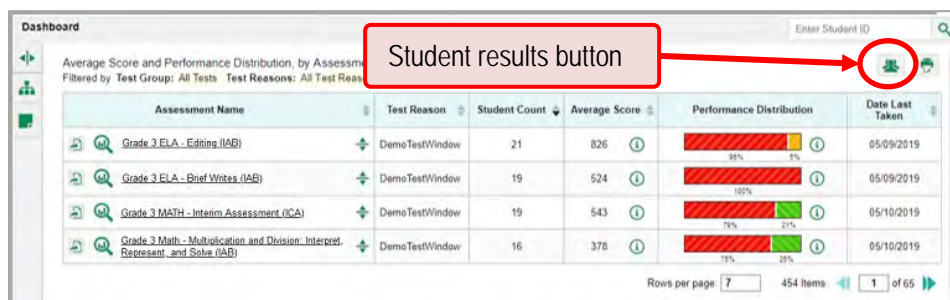 Dashboard
Enter Student ID
Student results button
Average Score and Performance Distribution, by Assessme
Filtered by Test Group: All Tests Test Reasons: All Test Reas
Assessment Name Test Reason Student Count Average Score Performance Distribution Date Last
Taken
Grade 3 ELA - Editing (IAB) DemoTestWindow 21 826 05/09/2019
5%
Grade 3 ELA - Brief Writes (IAB) DemoTestWindow 19 524 05/09/2019
100%
Grade 3 MATH - Interim Assessment (ICA) DemoTestWindow 19 543 05/10/2019
79% 21%
Grade 3 Math - Multiplication and Division: Interpret, DemoTestWindow 16 378 05/10/2019
Represent, and Solve (IAB)
Rows per page: 7 454 Items 1 of 65